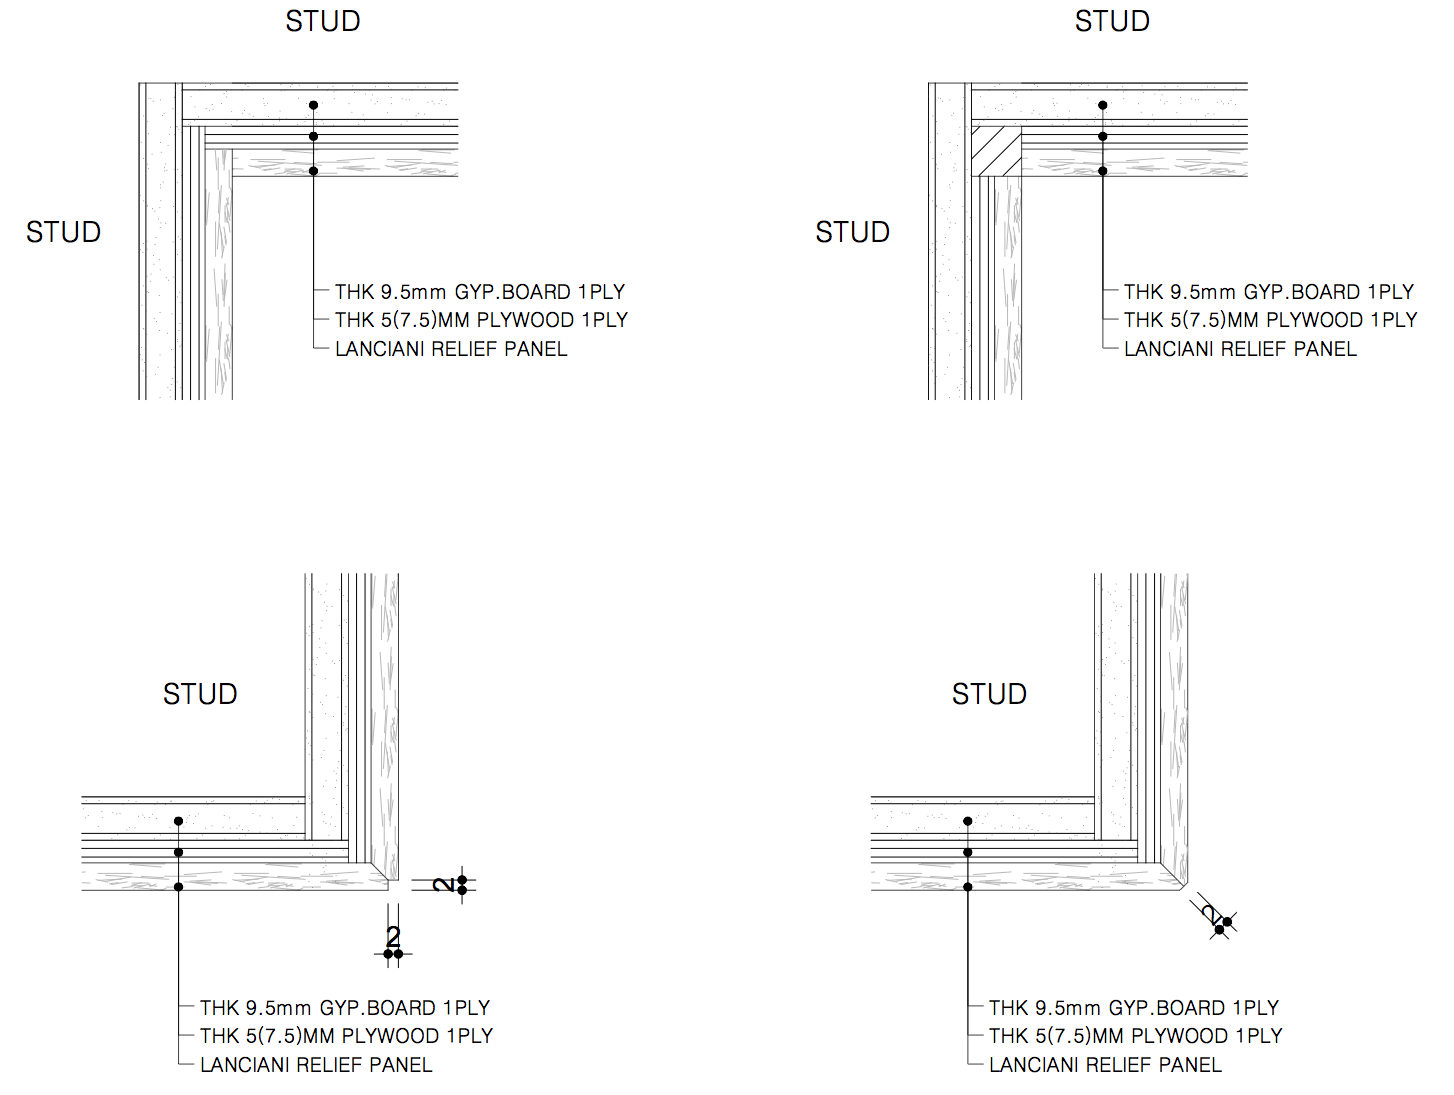 STUD
STUD
STUD
THK 9.5mm GYP.BOARD 1PLY
THK 5(7.5)MM PLYWOOD 1PLY
LANCIANI RELIEF PANEL
STUD
THK 9.5mm GYP.BOARD 1PLY
THK 5(7.5)MM PLYWOOD 1PLY
LANCIANI RELIEF PANEL
STUD
2
2
THK 9.5mm GYP.BOARD 1PLY
THK 5(7.5)MM PLYWOOD 1PLY
LANCIANI RELIEF PANEL
STUD
2
THK 9.5mm GYP.BOARD 1PLY
THK 5(7.5)MM PLYWOOD 1PLY
LANCIANI RELIEF PANEL